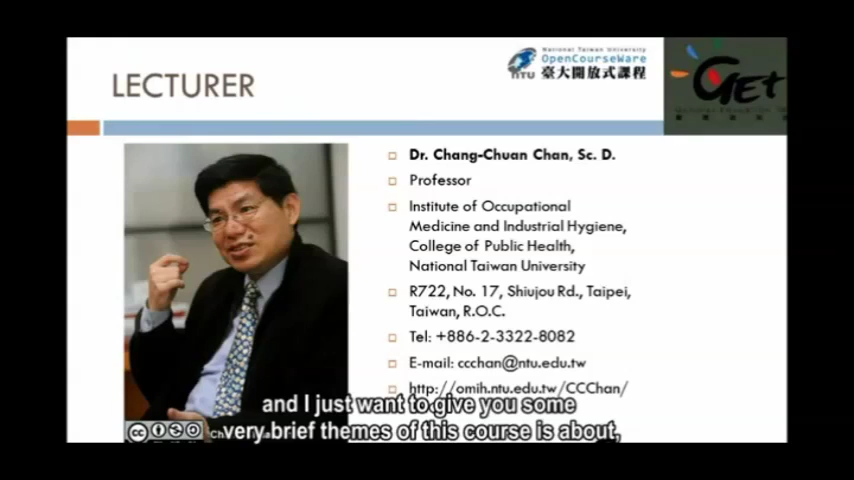 National Taiwan University
OpenCourseWare
NTU 臺大開放式課程
GET
LECTURER
Dr. Chang-Chuan Chan, Sc. D.
Professor
Institute of Occupational
Medicine and Industrial Hygiene,
College of Public Health,
National Taiwan University
R722, No. 17, Shiujou Rd., Taipei,
Taiwan, R.O.C.
Tel: +886-2-3322-8082
E-mail: ccchan@ntu.edu.tw
http://omih.ntu.edu.tw/CCChan/
and I just want to give you some
very brief themes of this course is about,
cc